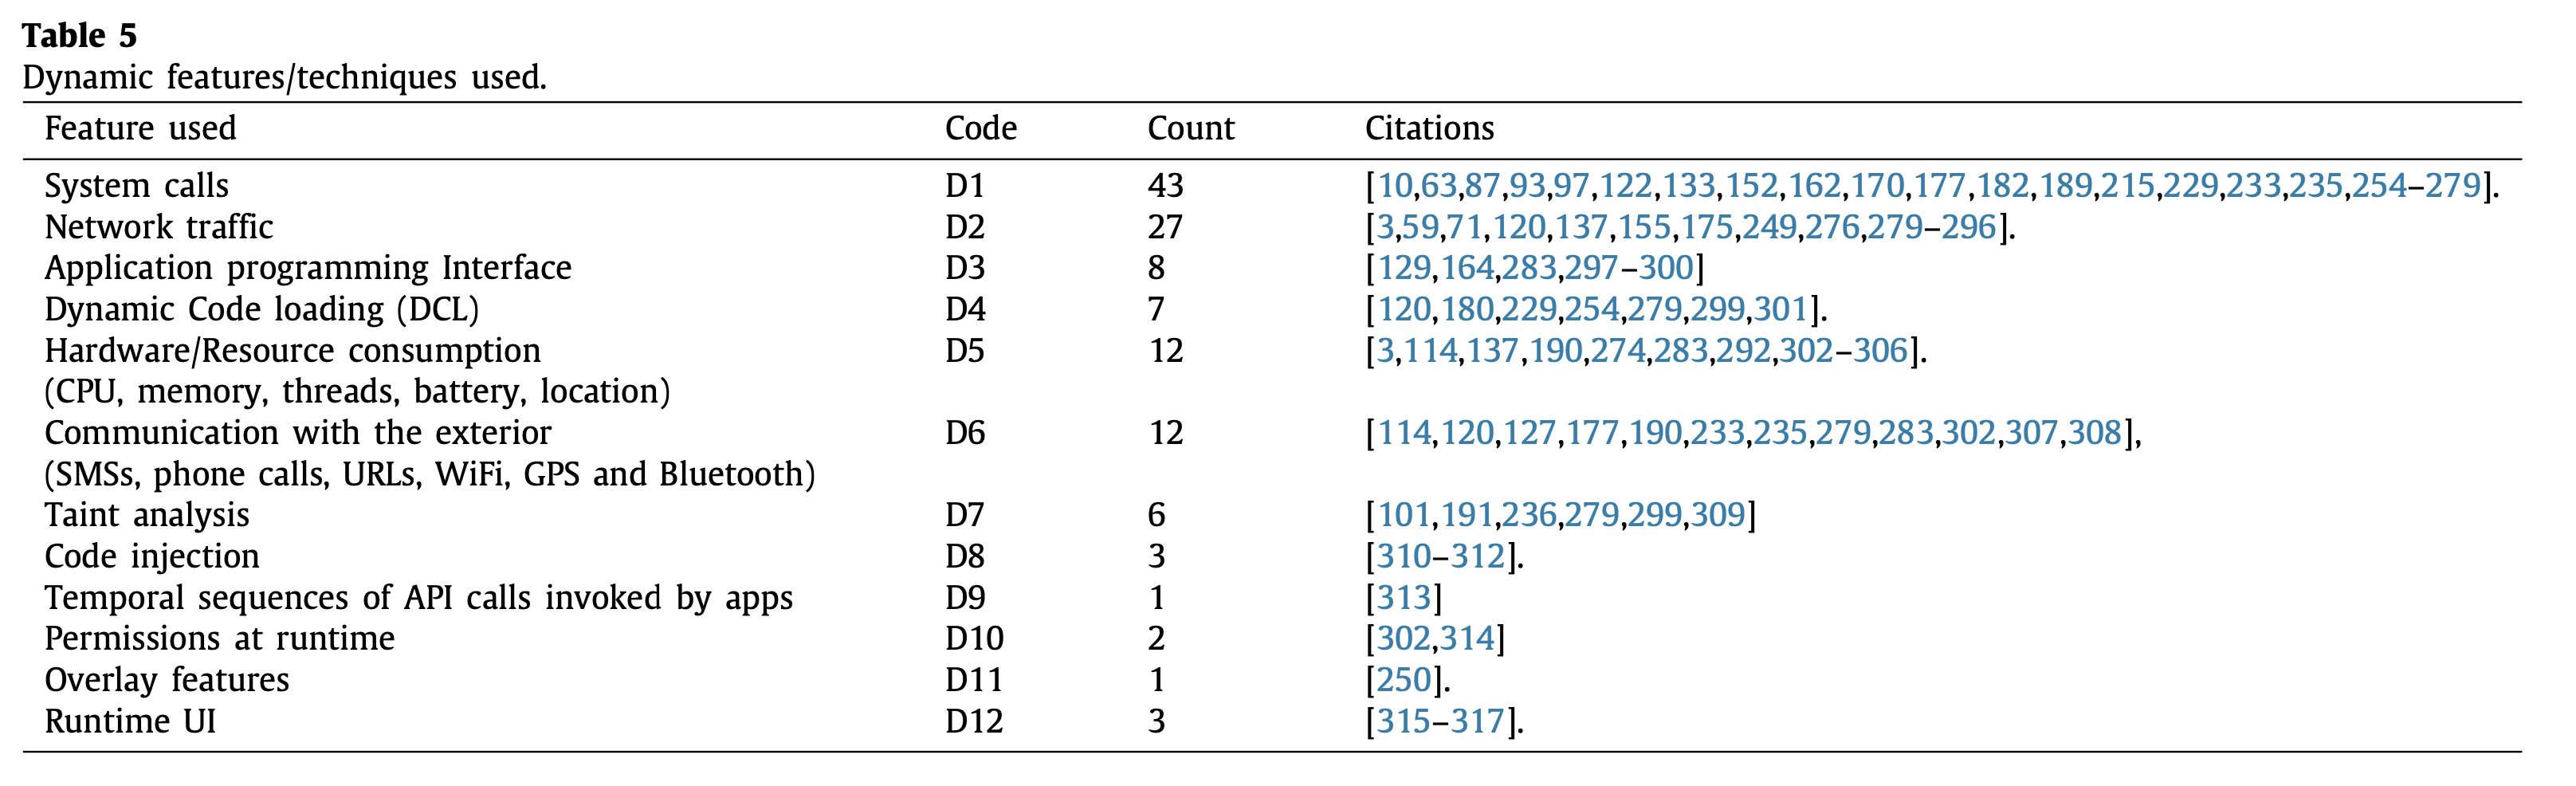 Table 5
Dynamic features/techniques used.
Feature used Code Count Citations
System calls D1 43 [10,63,87,93,97,122,133,152,162,170,177,182,189,215,229,233,235,254–279].
Network traffic D2 27 [3,59,71,120,137,155,175,249,276,279–296].
Application programming Interface D3 8 [129,164,283,297–300]
Dynamic Code loading (DCL) D4 7 [120,180,229,254,279,299,301].
Hardware/Resource consumption D5 12 [3,114,137,190,274,283,292,302–306].
(CPU, memory, threads, battery, location)
Communication with the exterior D6 12 [114,120,127,177,190,233,235,279,283,302,307,308],
(SMSs, phone calls, URLs, WiFi, GPS and Bluetooth)
Taint analysis D7 6 [101,191,236,279,299,309]
Code injection D8 3 [310–312].
Temporal sequences of API calls invoked by apps D9 1 [313]
Permissions at runtime D10 2 [302,314]
Overlay features D11 1 [250].
Runtime UI D12 3 [315–317].